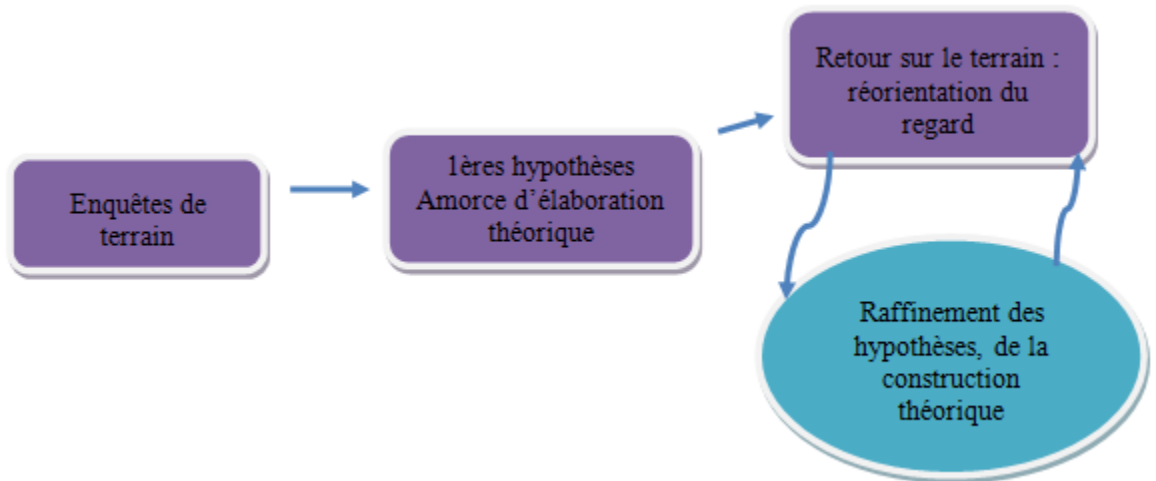 Enquêtes de
terrain
1ères hypothèses
Amorce d’élaboration
théorique
Retour sur le terrain :
réorientation du
regard
Raffinement des
hypothèses, de la
construction
théorique